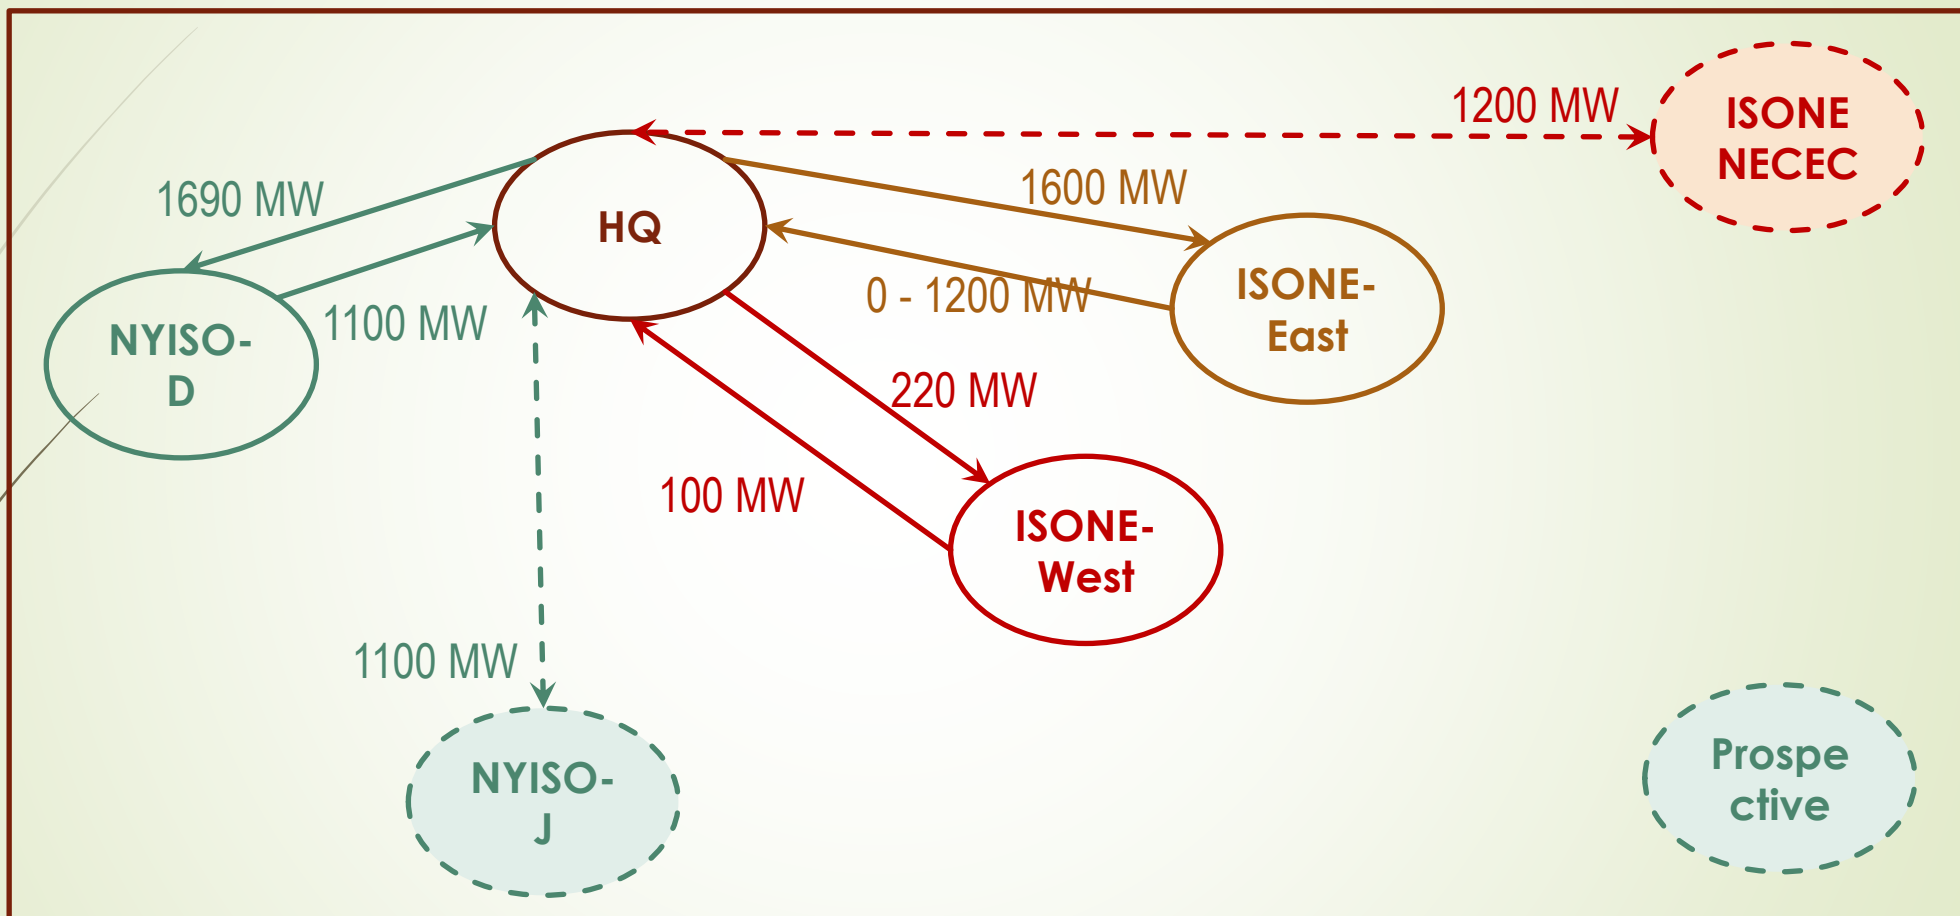 1200 MW
ISONE
NECEC
1690 MW
HQ
1600 MW
1100 MW
0 - 1200 MW
ISONE-
East
NYISO-
D
220 MW
100 MW
ISONE-
West
1100 MW
NYISO-
J
Prospe
ctive